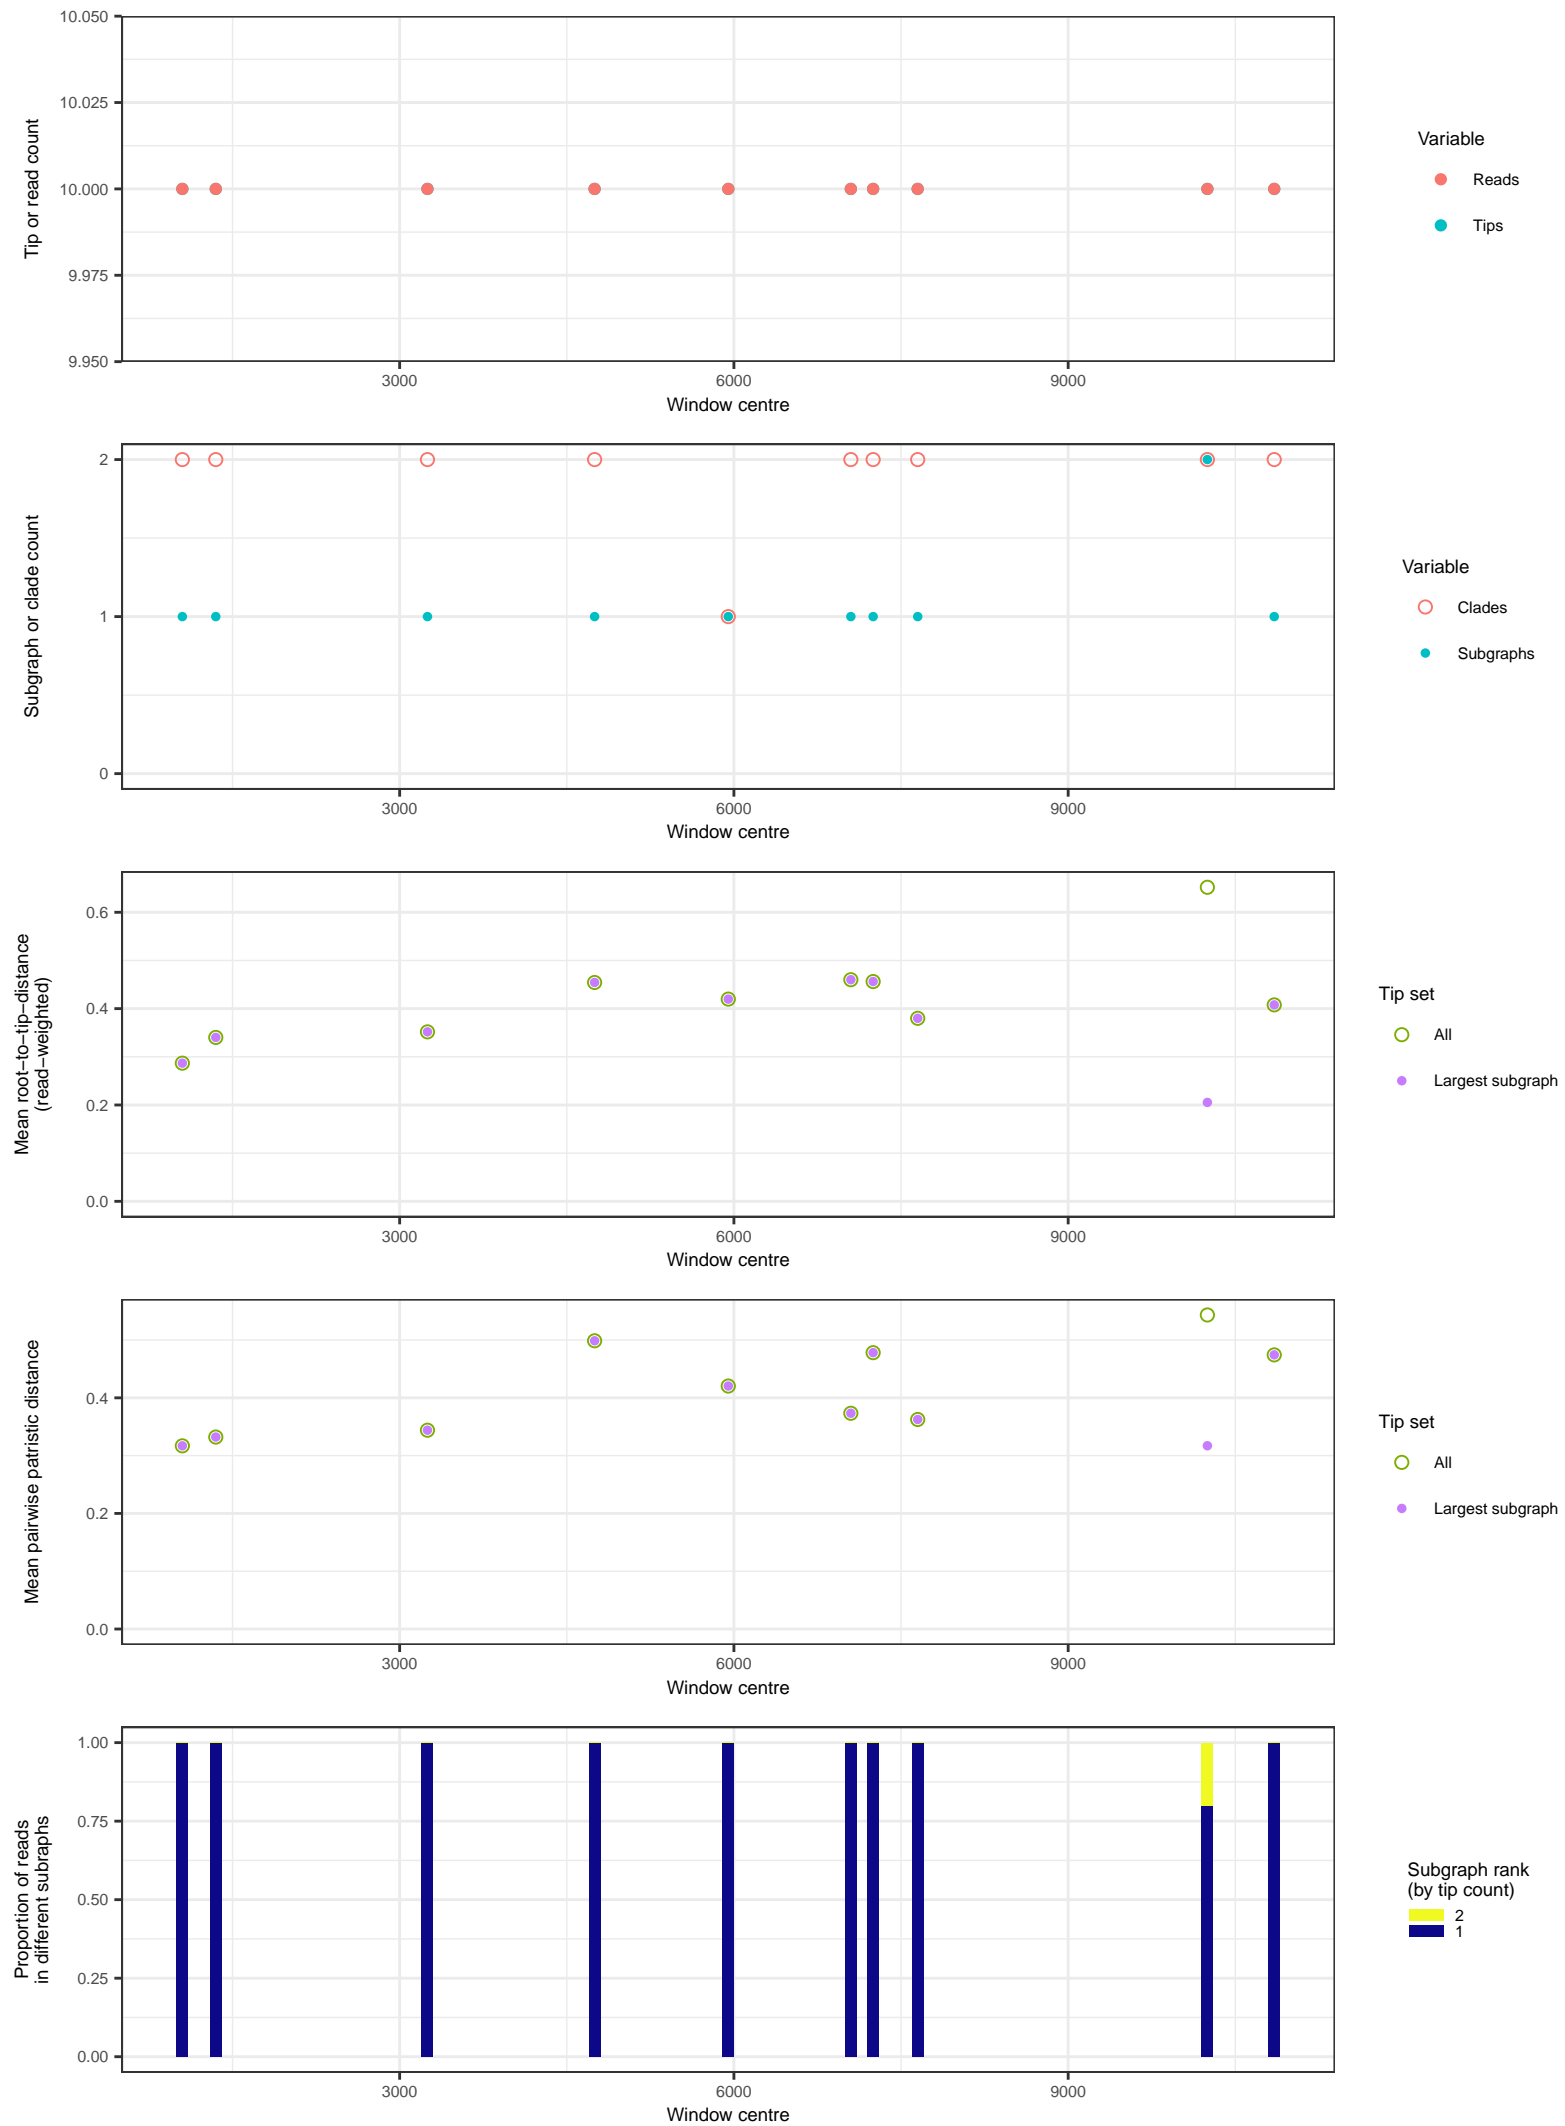 10.050
10.025
10.000
9.975
9.950
Tip or read count
3000 6000 9000
Window centre
Variable
Reads
Tips
2
1
0
Subgraph or clade count
3000 6000 9000
Window centre
Variable
Clades
Subgraphs
0.6
0.4
0.2
0.0
Mean root−to−tip−distance
(read−weighted)
3000 6000 9000
Window centre
Tip set
All
Largest subgraph
0.4
0.2
0.0
Mean pairwise patristic distance
3000 6000 9000
Window centre
Tip set
All
Largest subgraph
1.00
0.75
0.50
0.25
0.00
Proportion of reads
in different subraphs
3000 6000 9000
Window centre
Subgraph rank
(by tip count)
2
1